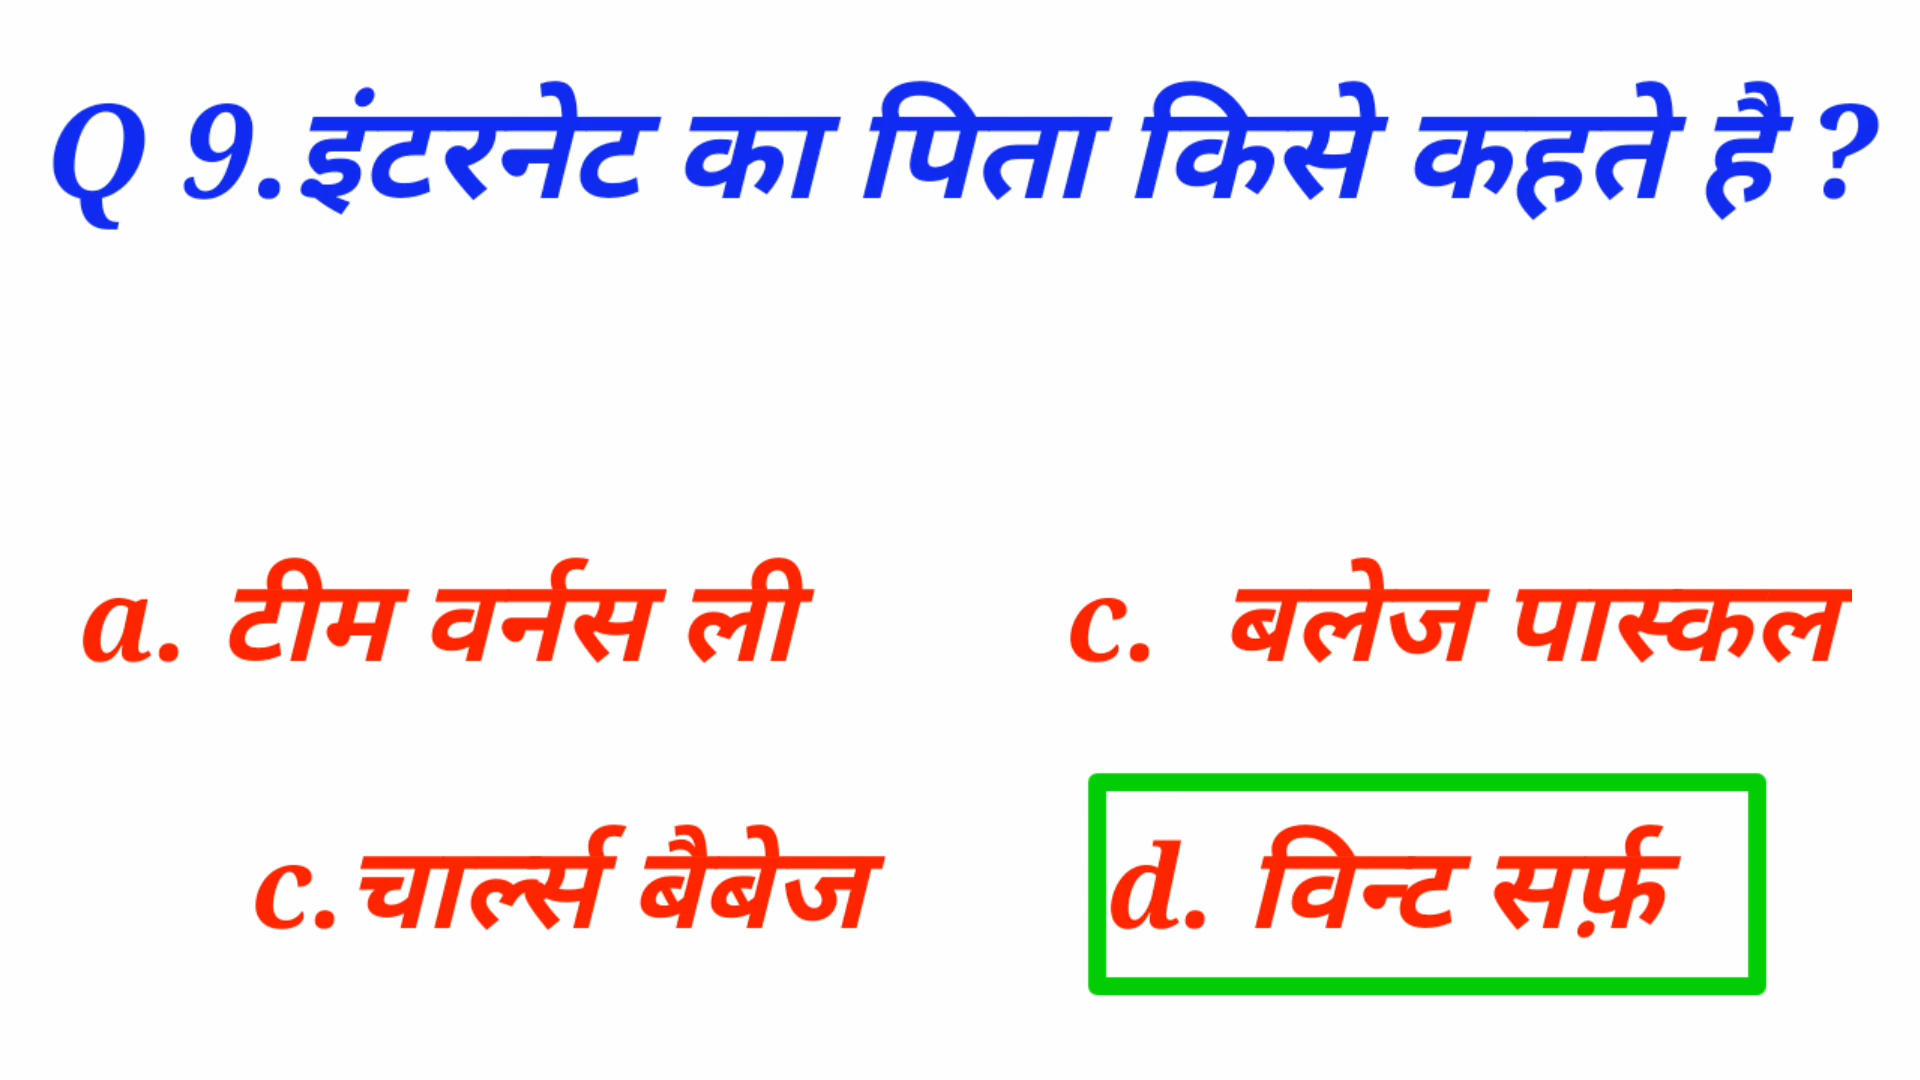 Q 9.इंटरनेट का पिता किसे कहते है ?
a. टीम वर्नस ली
c. बलेज पास्कल
c.चार्ल्स बैबेज
d. विन्ट सर्फ़